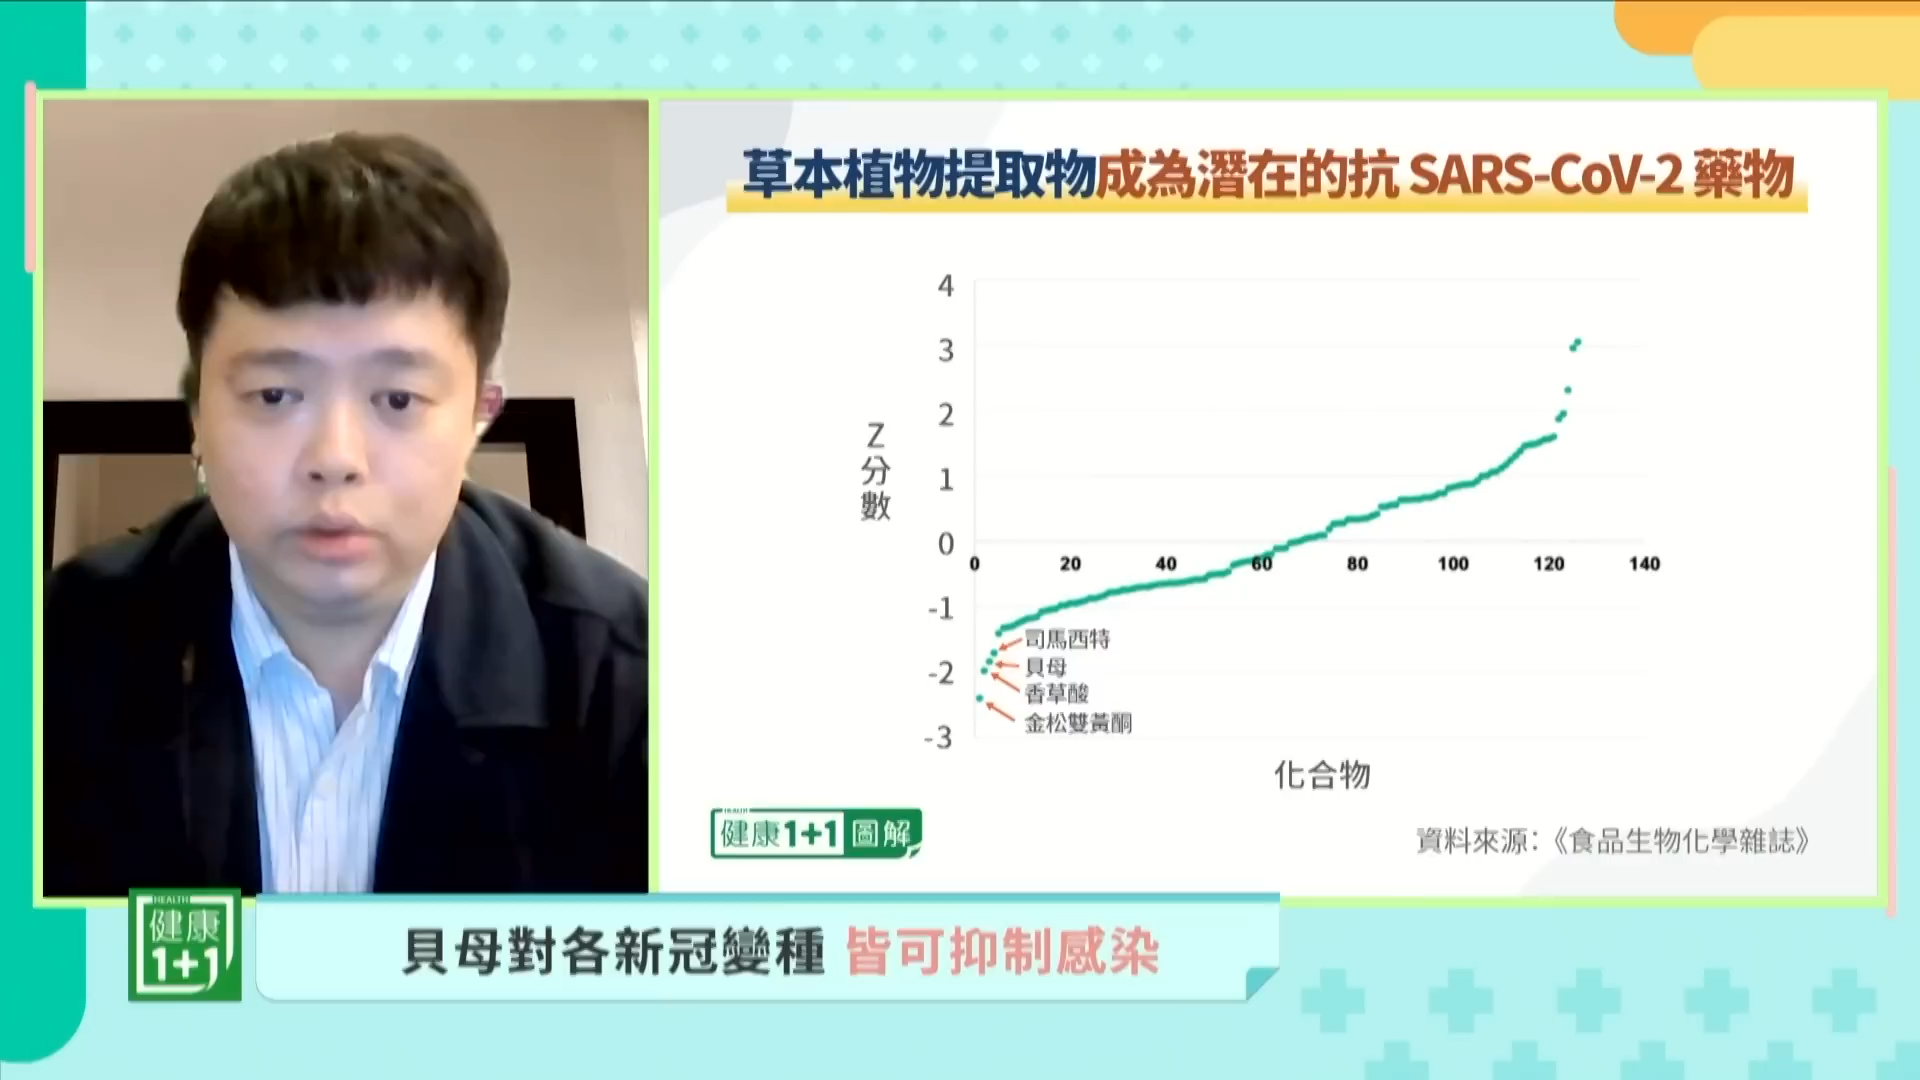 草本植物提取物成為潛在的抗 SARS-CoV-2 藥物
4
3
2
1
0
-1
-2
-3
Z分數
0 20 40 60 80 100 120 140
司馬西特
貝母
香草酸
金松雙黃酮
化合物
HEALTH
健康1+1 圖解
資料來源：《食品生物化學雜誌》
HEALTH
健康
1+1
貝母對各新冠變種 皆可抑制感染